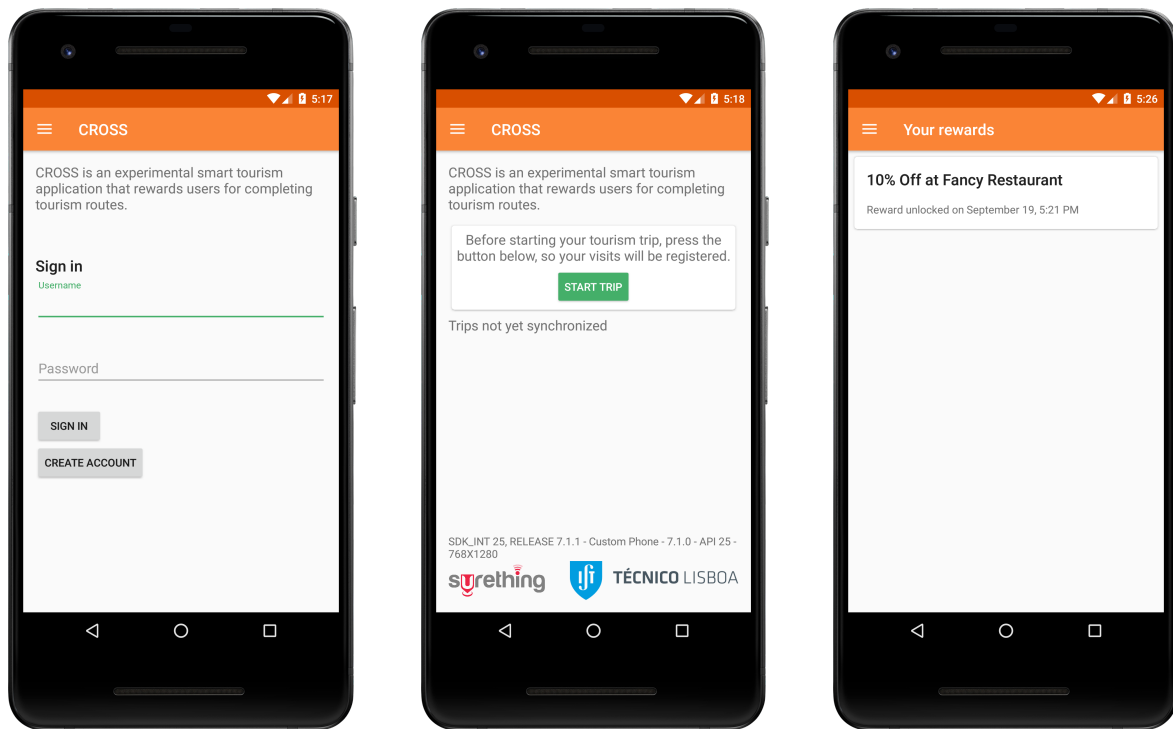 5:17
CROSS
CROSS is an experimental smart tourism
application that rewards users for completing
tourism routes.
Sign in
Username
Password
SIGN IN
CREATE ACCOUNT
5:18
CROSS
CROSS is an experimental smart tourism
application that rewards users for completing
tourism routes.
Before starting your tourism trip, press the
button below, so your visits will be registered.
START TRIP
Trips not yet synchronized
SDK_INT 25, RELEASE 7.1.1 - Custom Phone - 7.1.0 - API 25 -
768X1280
surething
TÉCNICO LISBOA
5:26
Your rewards
10% Off at Fancy Restaurant
Reward unlocked on September 19, 5:21 PM